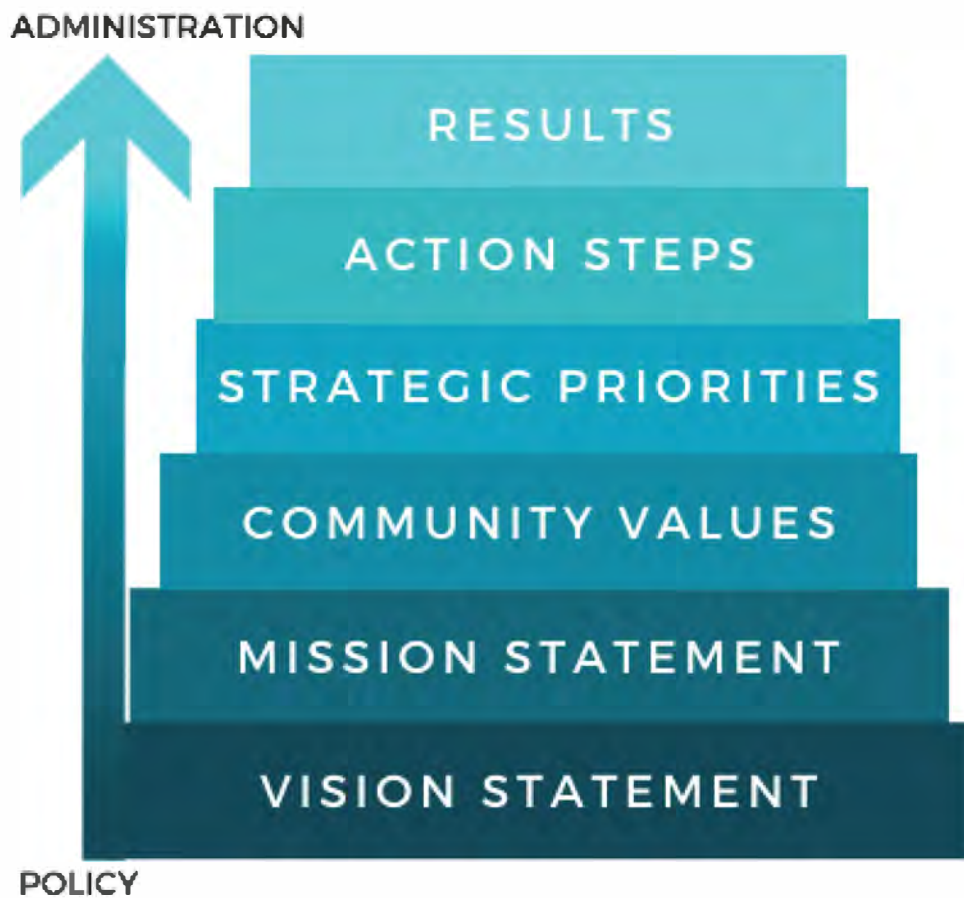 ADMINISTRATION
RESULTS
ACTION STEPS
STRATEGIC PRIORITIES
COMMUNITY VALUES
MISSION STATEMENT
VISION STATEMENT
POLICY